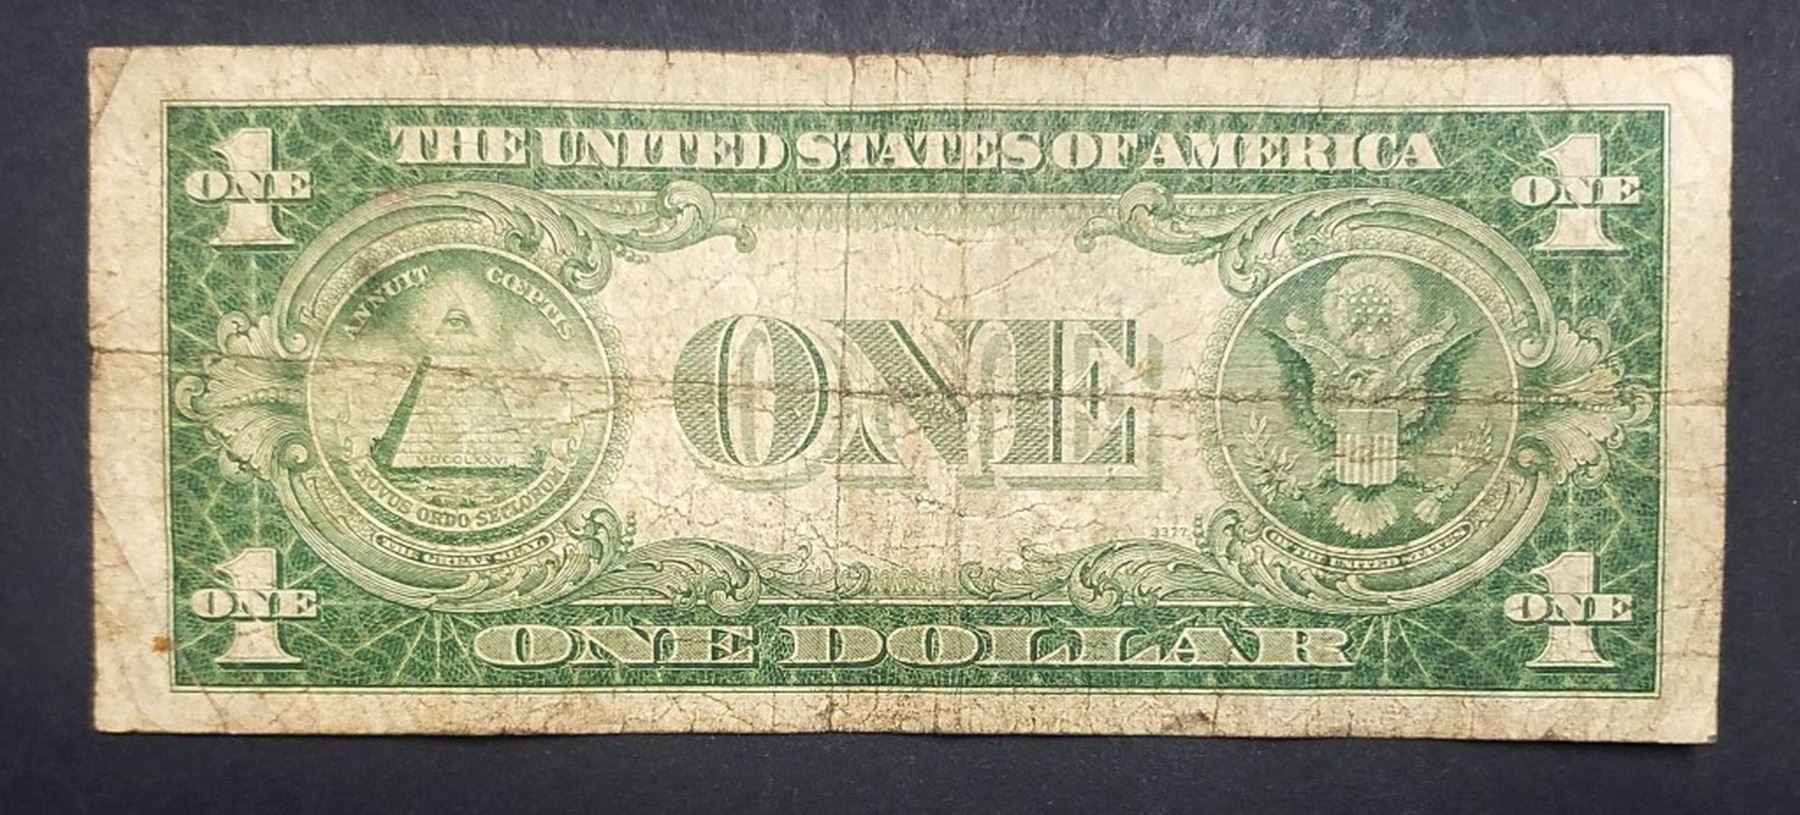 THE UNITED STATES OF AMERICA
1
ONE
1
ONE
ANNUIT CŒPTIS
MDCCLXXVI
NOVUS ORDO SECLORUM
THE GREAT SEAL
ONE
3377
OF THE UNITED STATES
1
ONE
1
ONE
ONE DOLLAR